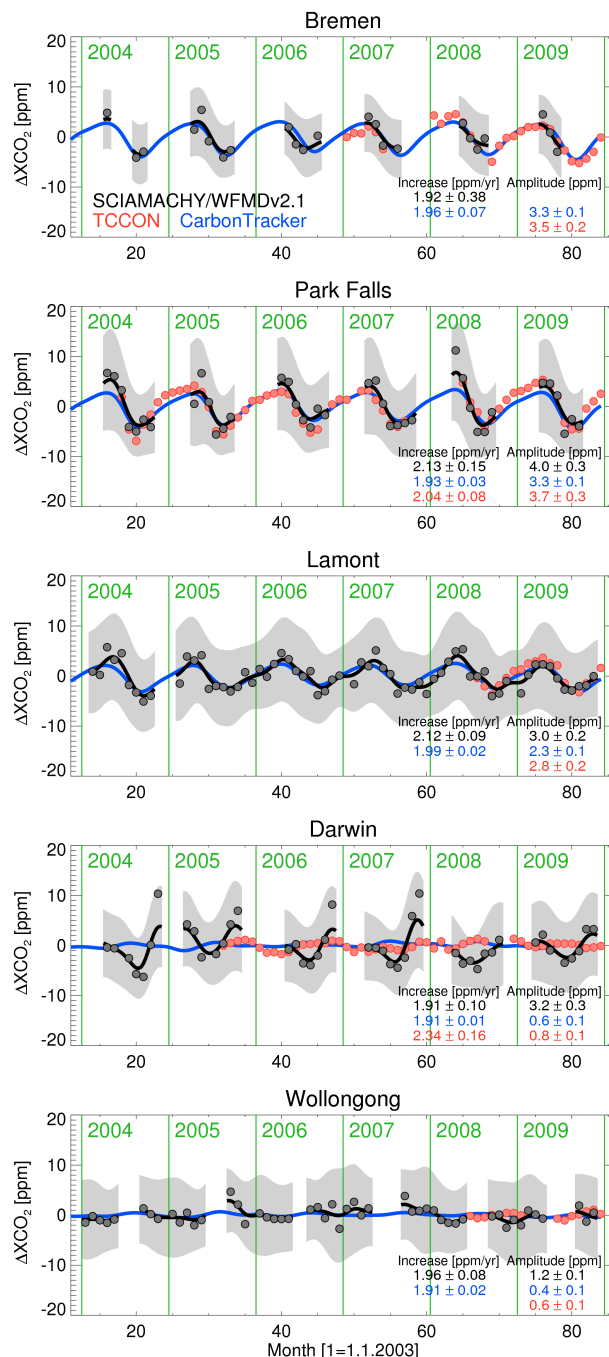 Bremen
20
2004 2005 2006 2007 2008 2009
10
ΔXCO₂ [ppm]
0
-10
Increase [ppm/yr] Amplitude [ppm]
SCIAMACHY/WFMDv2.1 1.92 ± 0.38
TCCON CarbonTracker 1.96 ± 0.07 3.3 ± 0.1
3.5 ± 0.2
-20
20 40 60 80
Park Falls
20
2004 2005 2006 2007 2008 2009
10
ΔXCO₂ [ppm]
0
-10
Increase [ppm/yr] Amplitude [ppm]
2.13 ± 0.15 4.0 ± 0.3
1.93 ± 0.03 3.3 ± 0.1
2.04 ± 0.08 3.7 ± 0.3
-20
20 40 60 80
Lamont
20
2004 2005 2006 2007 2008 2009
10
ΔXCO₂ [ppm]
0
-10
Increase [ppm/yr] Amplitude [ppm]
2.12 ± 0.09 3.0 ± 0.2
1.99 ± 0.02 2.3 ± 0.1
2.8 ± 0.2
-20
20 40 60 80
Darwin
20
2004 2005 2006 2007 2008 2009
10
ΔXCO₂ [ppm]
0
-10
Increase [ppm/yr] Amplitude [ppm]
1.91 ± 0.10 3.2 ± 0.3
1.91 ± 0.01 0.6 ± 0.1
2.34 ± 0.16 0.8 ± 0.1
-20
20 40 60 80
Wollongong
20
2004 2005 2006 2007 2008 2009
10
ΔXCO₂ [ppm]
0
-10
Increase [ppm/yr] Amplitude [ppm]
1.96 ± 0.08 1.2 ± 0.1
1.91 ± 0.02 0.4 ± 0.1
0.6 ± 0.1
-20
20 40 60 80
Month [1=1.1.2003]